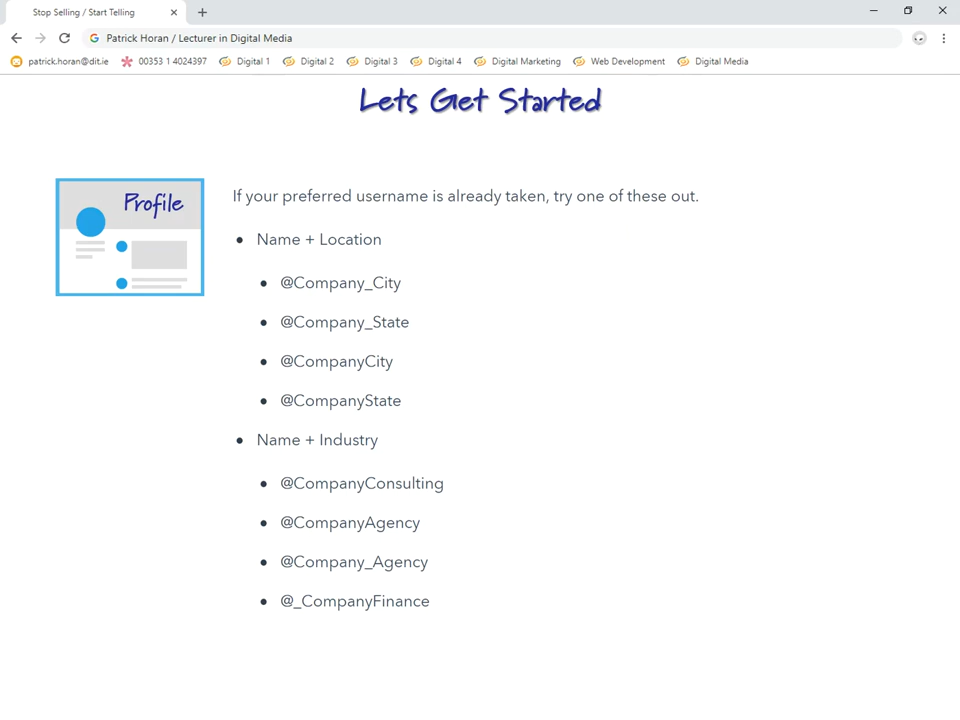 Stop Selling / Start Telling
Patrick Horan / Lecturer in Digital Media
patrick.horan@dit.ie 00353 1 4024397 Digital 1 Digital 2 Digital 3 Digital 4 Digital Marketing Web Development Digital Media
Lets Get Started
Profile
If your preferred username is already taken, try one of these out.
Name + Location
@Company_City
@Company_State
@CompanyCity
@CompanyState
Name + Industry
@CompanyConsulting
@CompanyAgency
@Company_Agency
@_CompanyFinance